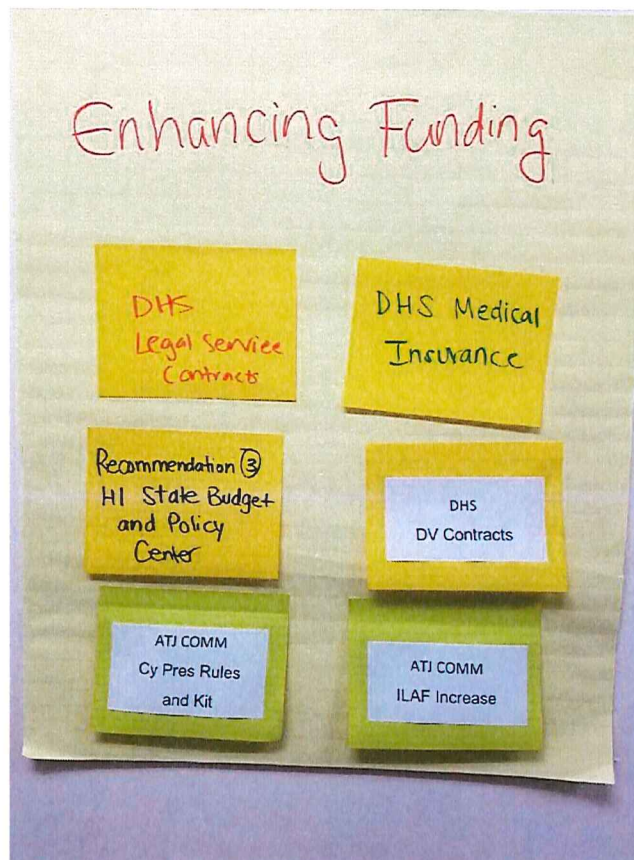 Enhancing Funding
DHS
Legal Service
Contracts
DHS Medical
Insurance
Recommendation ③
HI State Budget
and Policy
Center
DHS
DV Contracts
ATJ COMM
Cy Pres Rules
and Kit
ATJ COMM
ILAF Increase